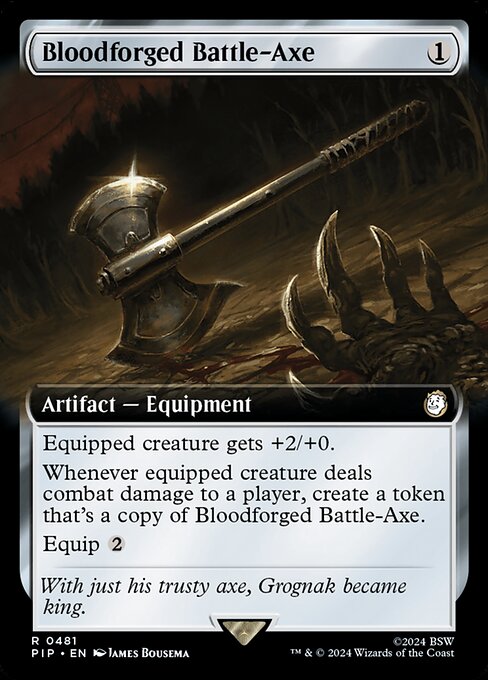 Bloodforged Battle-Axe 1
Artifact — Equipment
Equipped creature gets +2/+0.
Whenever equipped creature deals
combat damage to a player, create a token
that's a copy of Bloodforged Battle-Axe.
Equip 2
With just his trusty axe, Grognak became
king.
R 0481 ©2024 BSW
PIP • EN James Bousema ™ & © 2024 Wizards of the Coast